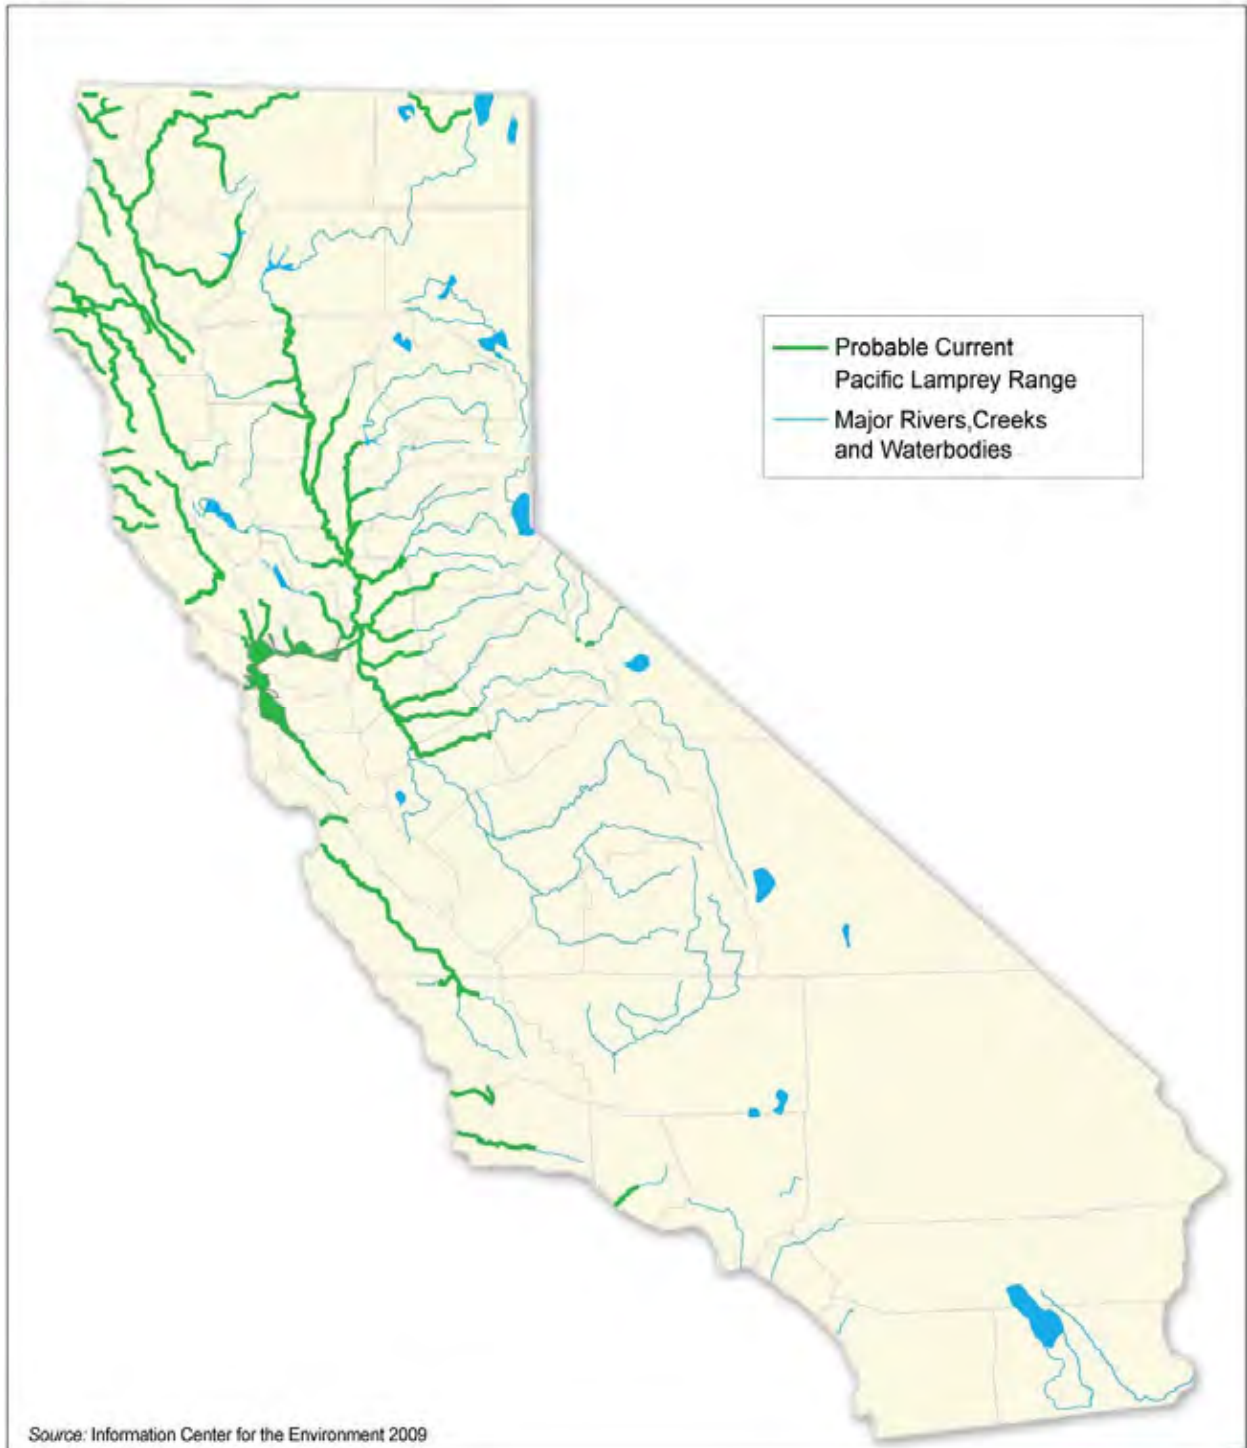 Probable Current
Pacific Lamprey Range
Major Rivers,Creeks
and Waterbodies
Source: Information Center for the Environment 2009